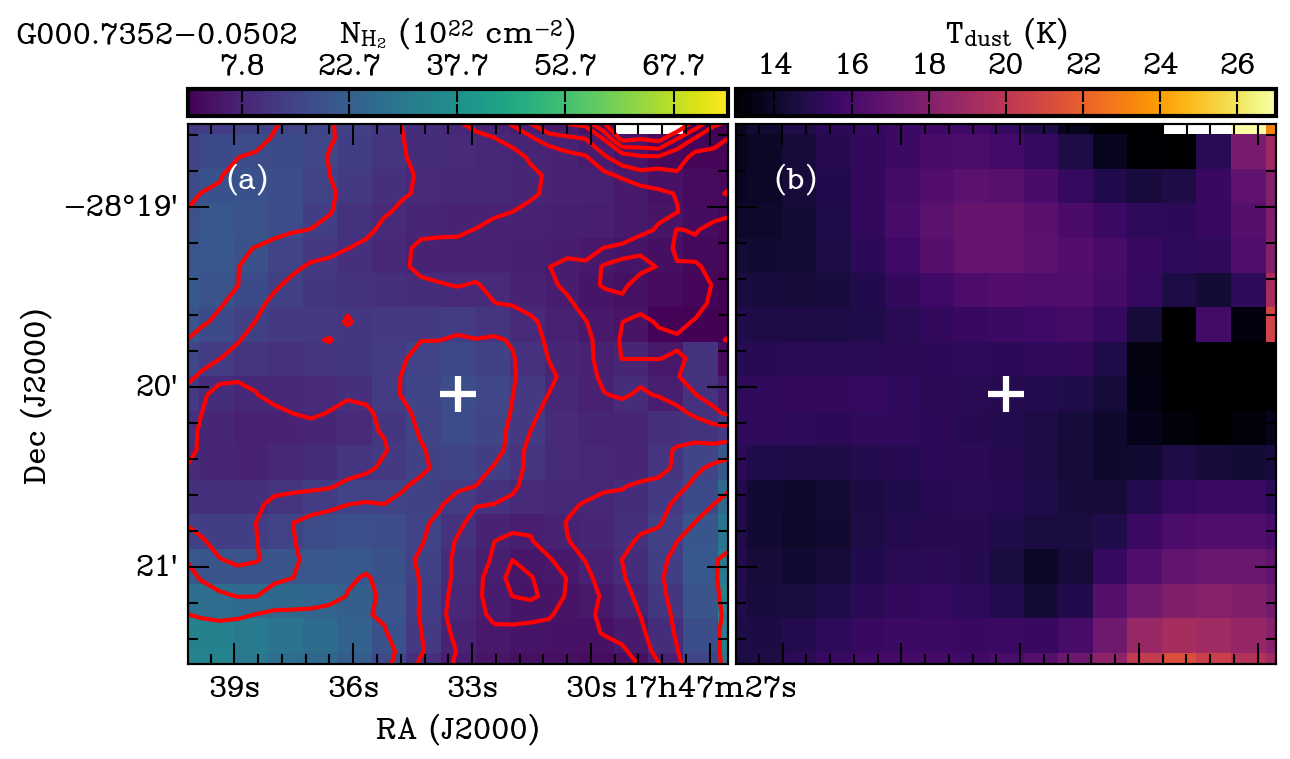 G000.7352−0.0502 N_H₂ (10²² cm⁻²) T_dust (K)
7.8 22.7 37.7 52.7 67.7 14 16 18 20 22 24 26
(a) (b)
−28°19'
20'
21'
Dec (J2000)
39s 36s 33s 30s 17h47m27s
RA (J2000)